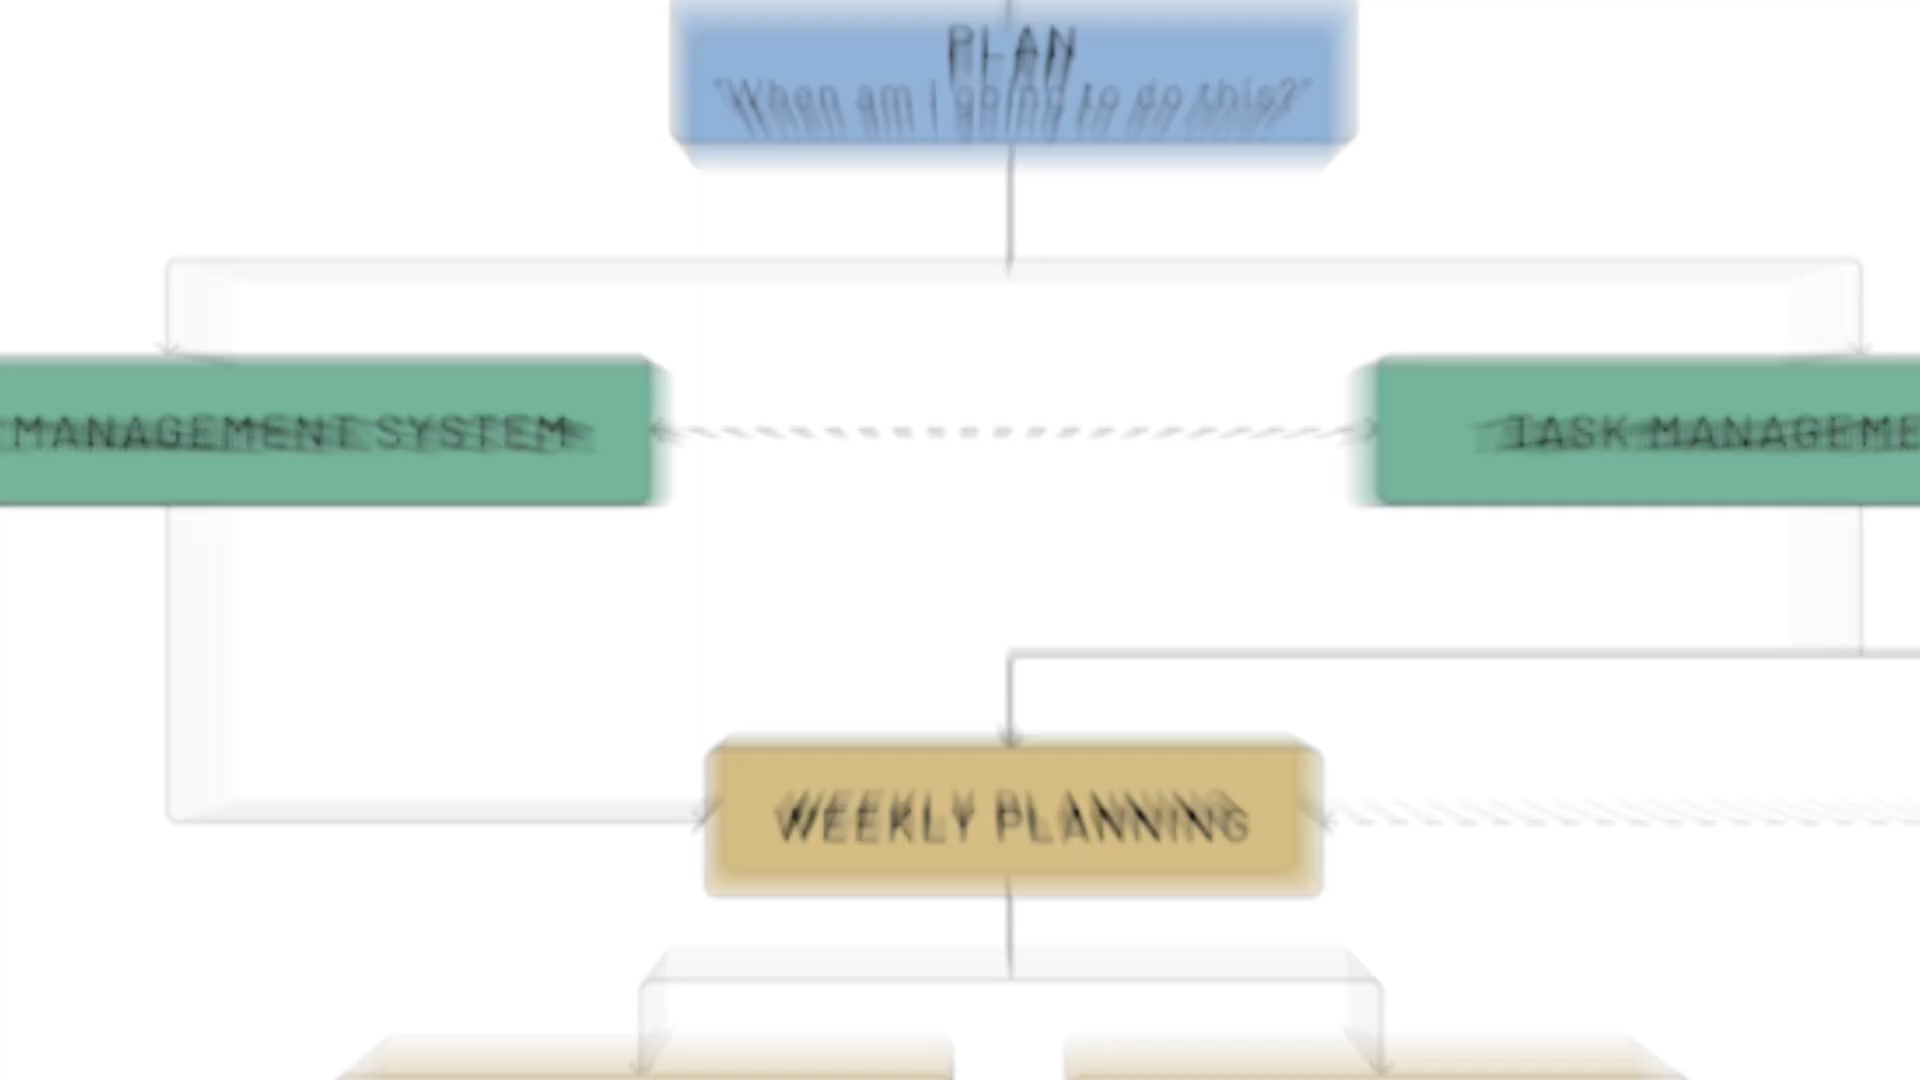 PLAN
"When am I going to do this?"
MANAGEMENT SYSTEM
TASK MANAGEME
WEEKLY PLANNING